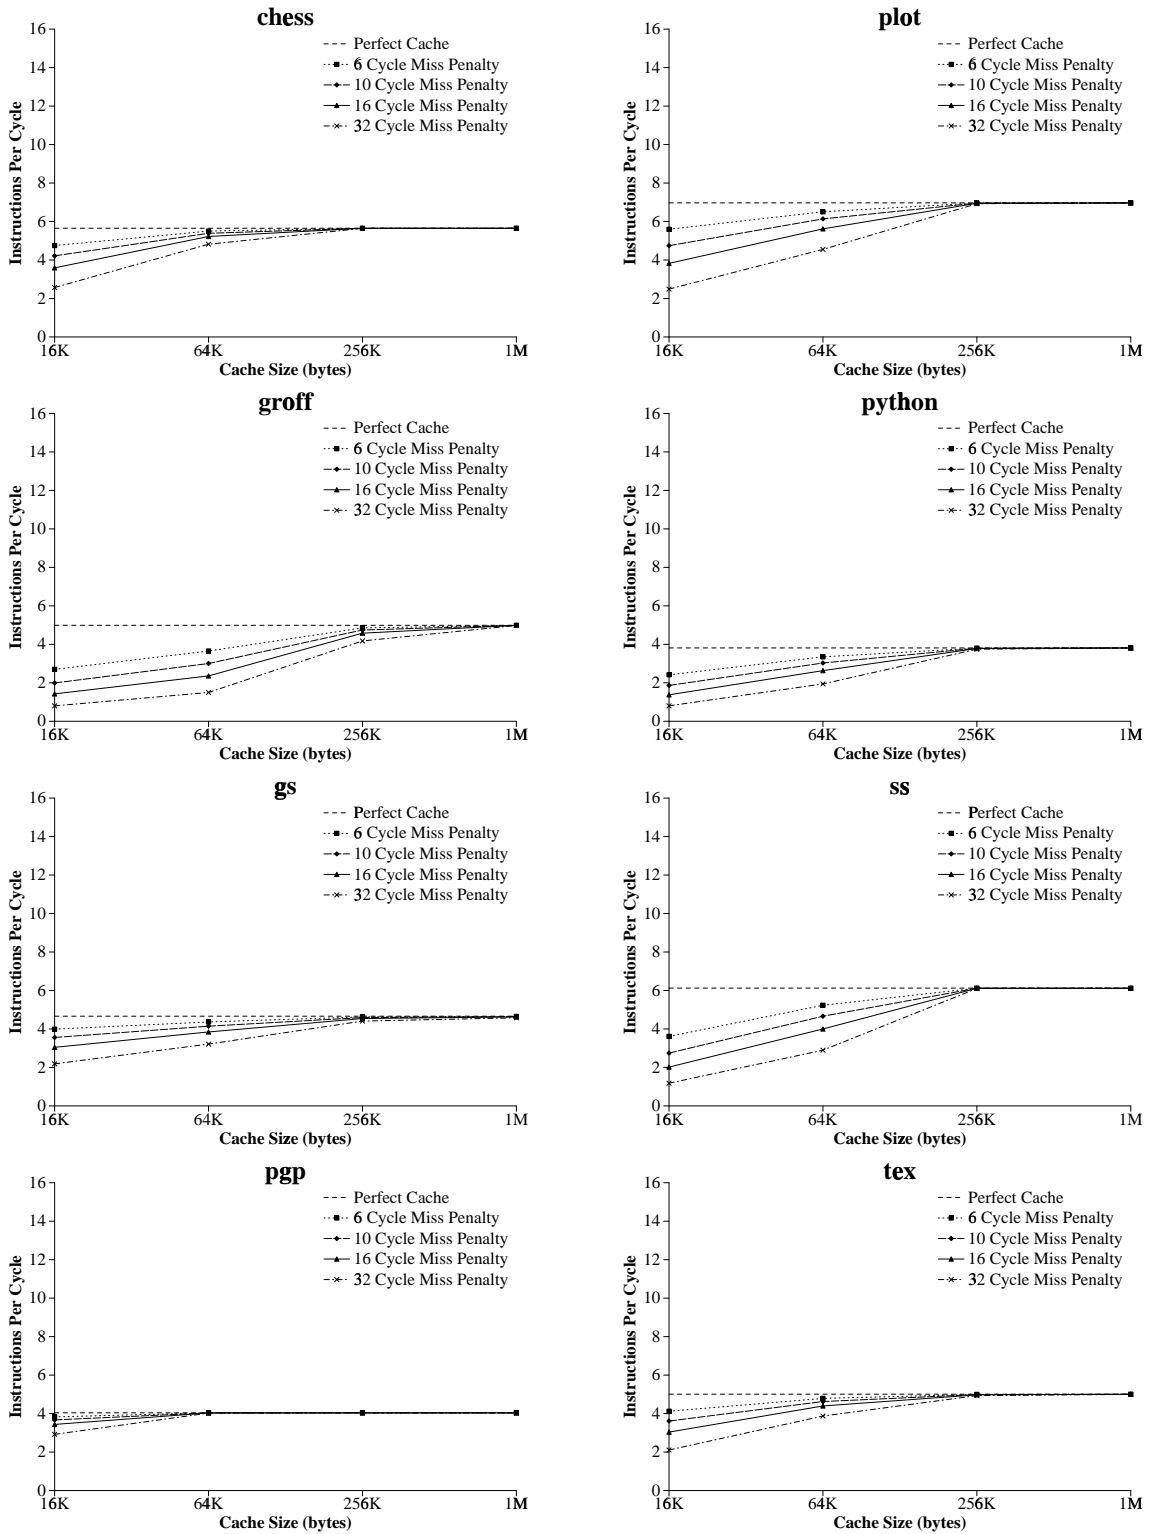 chess
16
14
12
10
8
6
4
2
0
Instructions Per Cycle
Perfect Cache
6 Cycle Miss Penalty
10 Cycle Miss Penalty
16 Cycle Miss Penalty
32 Cycle Miss Penalty
16K 64K 256K 1M
Cache Size (bytes)
plot
16
14
12
10
8
6
4
2
0
Instructions Per Cycle
Perfect Cache
6 Cycle Miss Penalty
10 Cycle Miss Penalty
16 Cycle Miss Penalty
32 Cycle Miss Penalty
16K 64K 256K 1M
Cache Size (bytes)
groff
16
14
12
10
8
6
4
2
0
Instructions Per Cycle
Perfect Cache
6 Cycle Miss Penalty
10 Cycle Miss Penalty
16 Cycle Miss Penalty
32 Cycle Miss Penalty
16K 64K 256K 1M
Cache Size (bytes)
python
16
14
12
10
8
6
4
2
0
Instructions Per Cycle
Perfect Cache
6 Cycle Miss Penalty
10 Cycle Miss Penalty
16 Cycle Miss Penalty
32 Cycle Miss Penalty
16K 64K 256K 1M
Cache Size (bytes)
gs
16
14
12
10
8
6
4
2
0
Instructions Per Cycle
Perfect Cache
6 Cycle Miss Penalty
10 Cycle Miss Penalty
16 Cycle Miss Penalty
32 Cycle Miss Penalty
16K 64K 256K 1M
Cache Size (bytes)
ss
16
14
12
10
8
6
4
2
0
Instructions Per Cycle
Perfect Cache
6 Cycle Miss Penalty
10 Cycle Miss Penalty
16 Cycle Miss Penalty
32 Cycle Miss Penalty
16K 64K 256K 1M
Cache Size (bytes)
pgp
16
14
12
10
8
6
4
2
0
Instructions Per Cycle
Perfect Cache
6 Cycle Miss Penalty
10 Cycle Miss Penalty
16 Cycle Miss Penalty
32 Cycle Miss Penalty
16K 64K 256K 1M
Cache Size (bytes)
tex
16
14
12
10
8
6
4
2
0
Instructions Per Cycle
Perfect Cache
6 Cycle Miss Penalty
10 Cycle Miss Penalty
16 Cycle Miss Penalty
32 Cycle Miss Penalty
16K 64K 256K 1M
Cache Size (bytes)